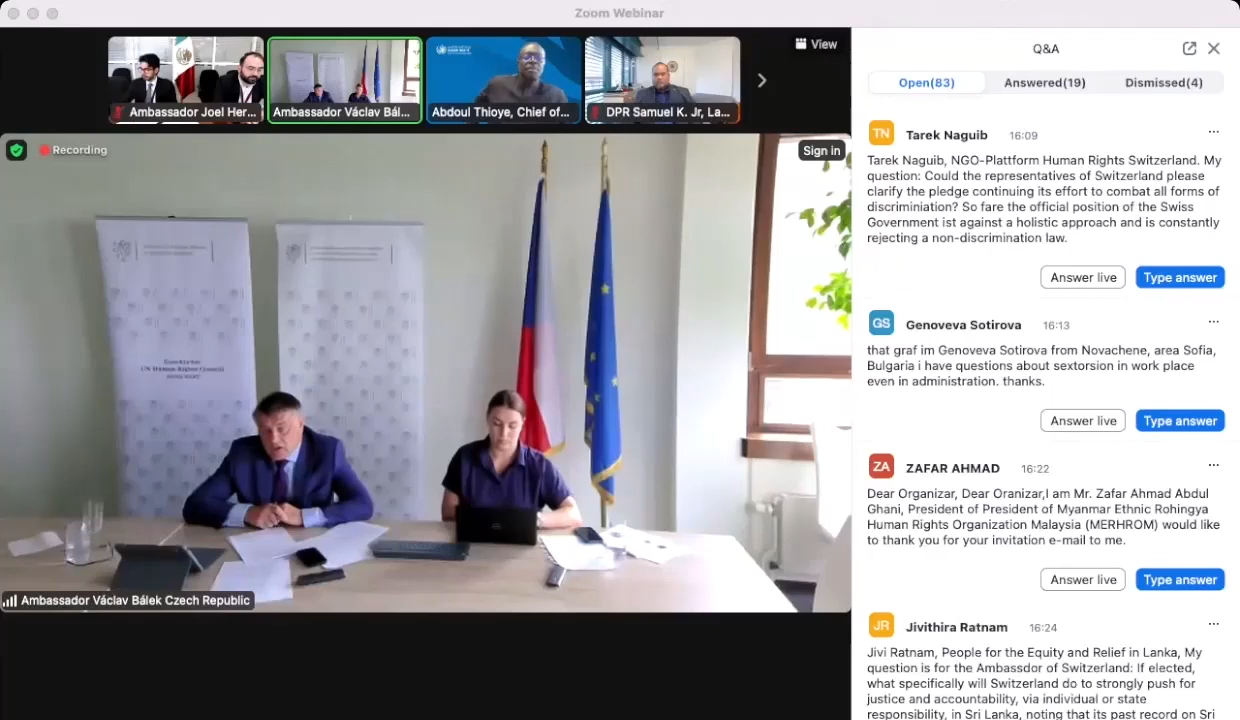 Zoom Webinar
View
Ambassador Joel Her...
Ambassador Václav Bál...
Abdoul Thioye, Chief of...
DPR Samuel K. Jr, La...
Recording
Sign in
UN Human Rights Council
Ambassador Václav Bálek Czech Republic
Q&A
Open(83)
Answered(19)
Dismissed(4)
TN
Tarek Naguib 16:09
Tarek Naguib, NGO-Plattform Human Rights Switzerland. My
question: Could the representatives of Switzerland please
clarify the pledge continuing its effort to combat all forms of
discriminiation? So fare the official position of the Swiss
Government ist against a holistic approach and is constantly
rejecting a non-discrimination law.
Answer live
Type answer
GS
Genoveva Sotirova 16:13
that graf im Genoveva Sotirova from Novachene, area Sofia,
Bulgaria i have questions about sextorsion in work place
even in administration. thanks.
Answer live
Type answer
ZA
ZAFAR AHMAD 16:22
Dear Organizar, Dear Oranizar,I am Mr. Zafar Ahmad Abdul
Ghani, President of President of Myanmar Ethnic Rohingya
Human Rights Organization Malaysia (MERHROM) would like
to thank you for your invitation e-mail to me.
Answer live
Type answer
JR
Jivithira Ratnam 16:24
Jivi Ratnam, People for the Equity and Relief in Lanka, My
question is for the Ambassdor of Switzerland: If elected,
what specifically will Switzerland do to strongly push for
justice and accountability, via individual or state
responsibility, in Sri Lanka, noting that its past record on Sri